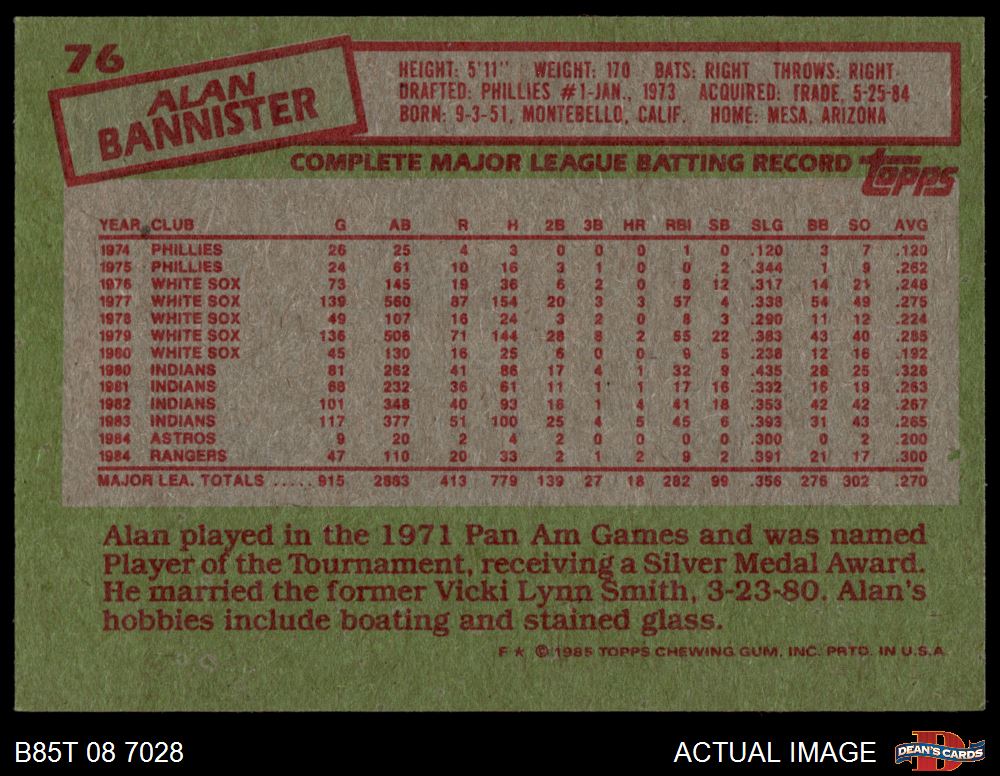 76
ALAN
BANNISTER
HEIGHT: 5'11" WEIGHT: 170 BATS: RIGHT THROWS: RIGHT
DRAFTED: PHILLIES #1-JAN., 1973 ACQUIRED: TRADE, 5-25-84
BORN: 9-3-51, MONTEBELLO, CALIF. HOME: MESA, ARIZONA
COMPLETE MAJOR LEAGUE BATTING RECORD topps
YEAR CLUB G AB R H 2B 3B HR RBI SB SLG BB SO AVG
1974 PHILLIES 26 25 4 3 0 0 0 1 0 .120 3 7 .120
1975 PHILLIES 24 61 10 16 3 1 0 0 2 .344 1 9 .262
1976 WHITE SOX 73 145 19 36 6 2 0 8 12 .317 14 21 .248
1977 WHITE SOX 139 560 87 154 20 3 3 57 4 .338 54 49 .275
1978 WHITE SOX 49 107 16 24 3 2 0 8 3 .290 11 12 .224
1979 WHITE SOX 136 506 71 144 28 8 2 55 22 .383 43 40 .285
1980 WHITE SOX 45 130 16 25 6 0 0 9 5 .238 12 16 .192
1980 INDIANS 81 262 41 86 17 4 1 32 9 .435 28 25 .328
1981 INDIANS 68 232 36 61 11 1 1 17 16 .332 16 19 .263
1982 INDIANS 101 348 40 93 16 1 4 41 18 .353 42 42 .267
1983 INDIANS 117 377 51 100 25 4 5 45 6 .393 31 43 .265
1984 ASTROS 9 20 2 4 2 0 0 0 0 .300 0 2 .200
1984 RANGERS 47 110 20 33 2 1 2 9 2 .391 21 17 .300
MAJOR LEA. TOTALS ..... 915 2883 413 779 139 27 18 282 99 .356 276 302 .270
Alan played in the 1971 Pan Am Games and was named
Player of the Tournament, receiving a Silver Medal Award.
He married the former Vicki Lynn Smith, 3-23-80. Alan's
hobbies include boating and stained glass.
F ★ © 1985 TOPPS CHEWING GUM, INC. PRTD. IN U.S.A.
B85T 08 7028 ACTUAL IMAGE DEAN'S CARDS